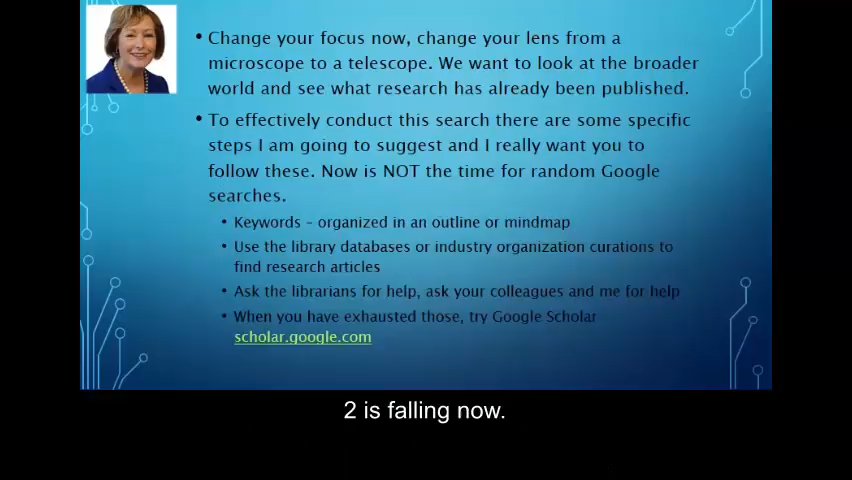 • Change your focus now, change your lens from a
microscope to a telescope. We want to look at the broader
world and see what research has already been published.
• To effectively conduct this search there are some specific
steps I am going to suggest and I really want you to
follow these. Now is NOT the time for random Google
searches.
• Keywords – organized in an outline or mindmap
• Use the library databases or industry organization curations to
find research articles
• Ask the librarians for help, ask your colleagues and me for help
• When you have exhausted those, try Google Scholar
scholar.google.com
2 is falling now.